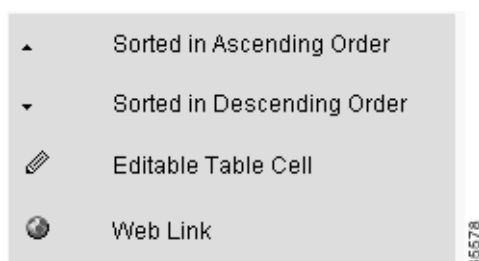 Sorted in Ascending Order
Sorted in Descending Order
Editable Table Cell
Web Link